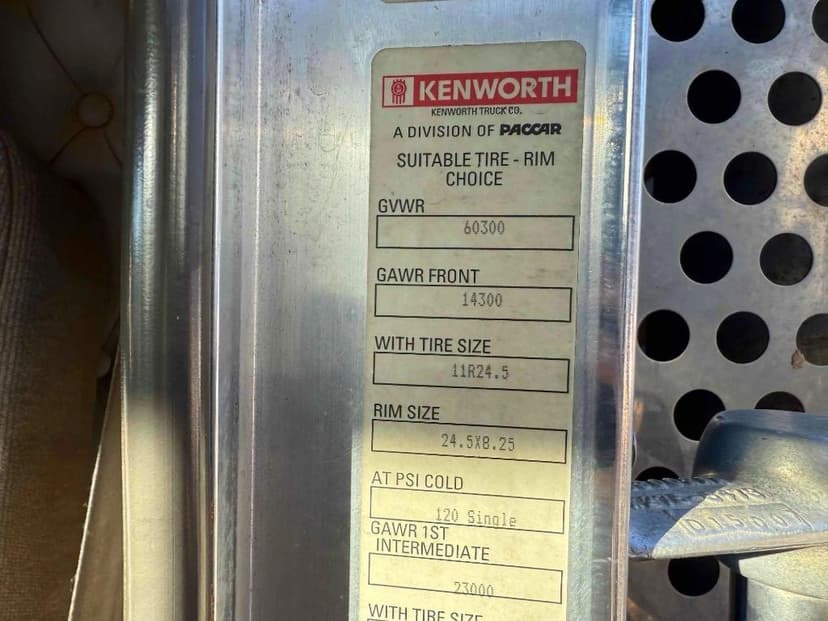 KENWORTH
KENWORTH TRUCK CO.
A DIVISION OF PACCAR
SUITABLE TIRE - RIM
CHOICE
GVWR
60300
GAWR FRONT
14300
WITH TIRE SIZE
11R24.5
RIM SIZE
24.5X8.25
AT PSI COLD
120 Single
GAWR 1ST
INTERMEDIATE
23000
WITH TIRE SIZE